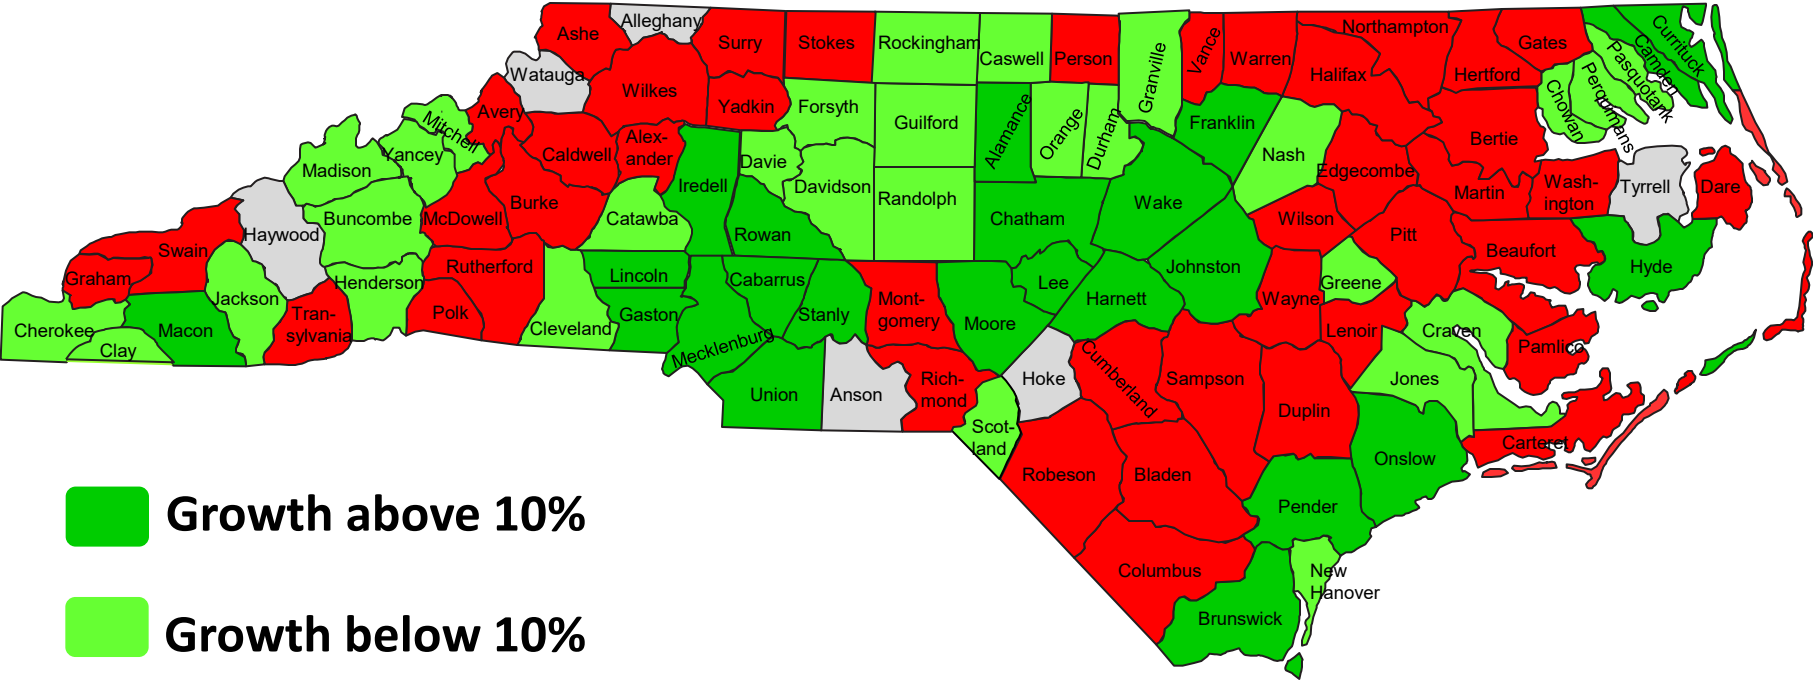 Ashe
Alleghany
Surry
Stokes
Rockingham
Caswell
Person
Granville
Vance
Warren
Northampton
Gates
Currituck
Camden
Pasquotank
Perquimans
Chowan
Hertford
Halifax
Watauga
Wilkes
Yadkin
Forsyth
Guilford
Alamance
Orange
Durham
Franklin
Nash
Edgecombe
Bertie
Avery
Mitchell
Yancey
Madison
Caldwell
Alex-
ander
Iredell
Davie
Davidson
Randolph
Chatham
Wake
Wilson
Martin
Wash-
ington
Tyrrell
Dare
Buncombe
McDowell
Burke
Catawba
Rowan
Haywood
Swain
Graham
Rutherford
Lincoln
Cabarrus
Lee
Harnett
Johnston
Wayne
Greene
Pitt
Beaufort
Hyde
Cherokee
Clay
Macon
Jackson
Tran-
sylvania
Henderson
Polk
Cleveland
Gaston
Mecklenburg
Stanly
Mont-
gomery
Moore
Lenoir
Craven
Pamlico
Jones
Union
Anson
Rich-
mond
Hoke
Cumberland
Sampson
Duplin
Scot-
land
Robeson
Bladen
Onslow
Carteret
Pender
Columbus
New
Hanover
Brunswick
Growth above 10%
Growth below 10%